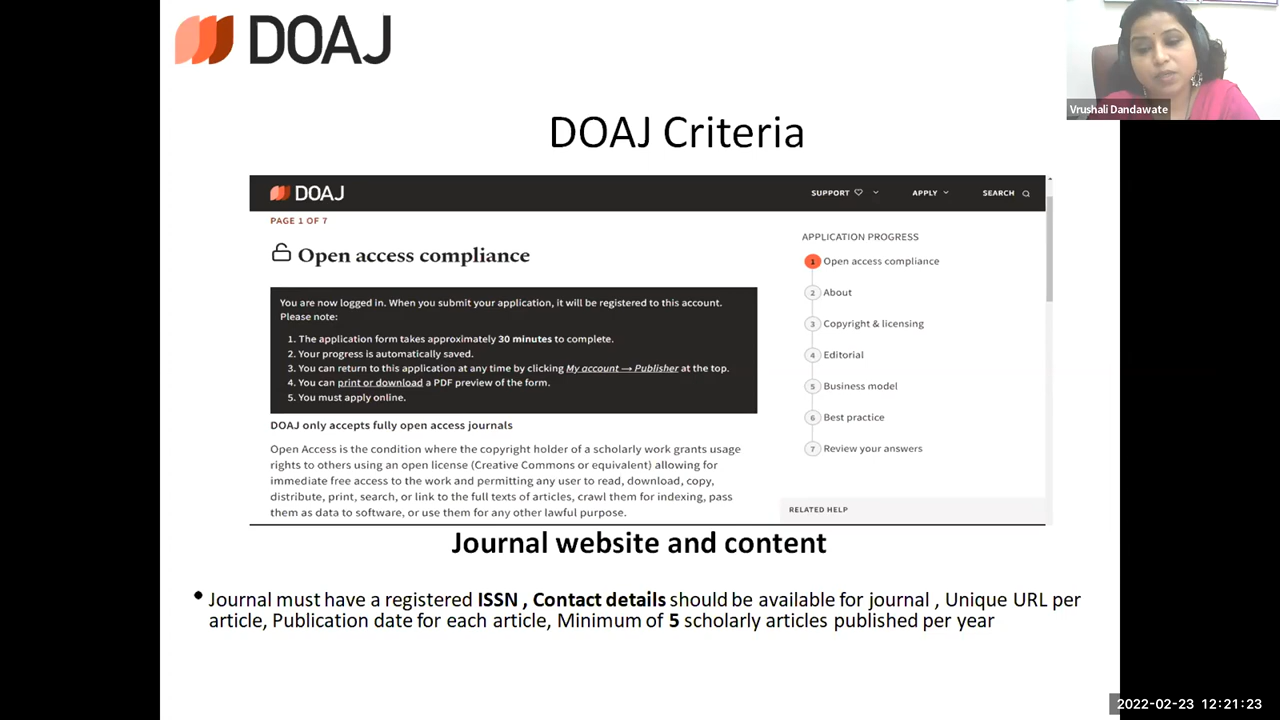 DOAJ
Vrushali Dandawate
DOAJ Criteria
DOAJ
SUPPORT
APPLY
SEARCH
PAGE 1 OF 7
Open access compliance
You are now logged in. When you submit your application, it will be registered to this account.
Please note:
1. The application form takes approximately 30 minutes to complete.
2. Your progress is automatically saved.
3. You can return to this application at any time by clicking My account → Publisher at the top.
4. You can print or download a PDF preview of the form.
5. You must apply online.
DOAJ only accepts fully open access journals
Open Access is the condition where the copyright holder of a scholarly work grants usage
rights to others using an open license (Creative Commons or equivalent) allowing for
immediate free access to the work and permitting any user to read, download, copy,
distribute, print, search, or link to the full texts of articles, crawl them for indexing, pass
them as data to software, or use them for any other lawful purpose.
APPLICATION PROGRESS
1 Open access compliance
2 About
3 Copyright & licensing
4 Editorial
5 Business model
6 Best practice
7 Review your answers
RELATED HELP
Journal website and content
• Journal must have a registered ISSN , Contact details should be available for journal , Unique URL per
article, Publication date for each article, Minimum of 5 scholarly articles published per year
2022-02-23 12:21:23